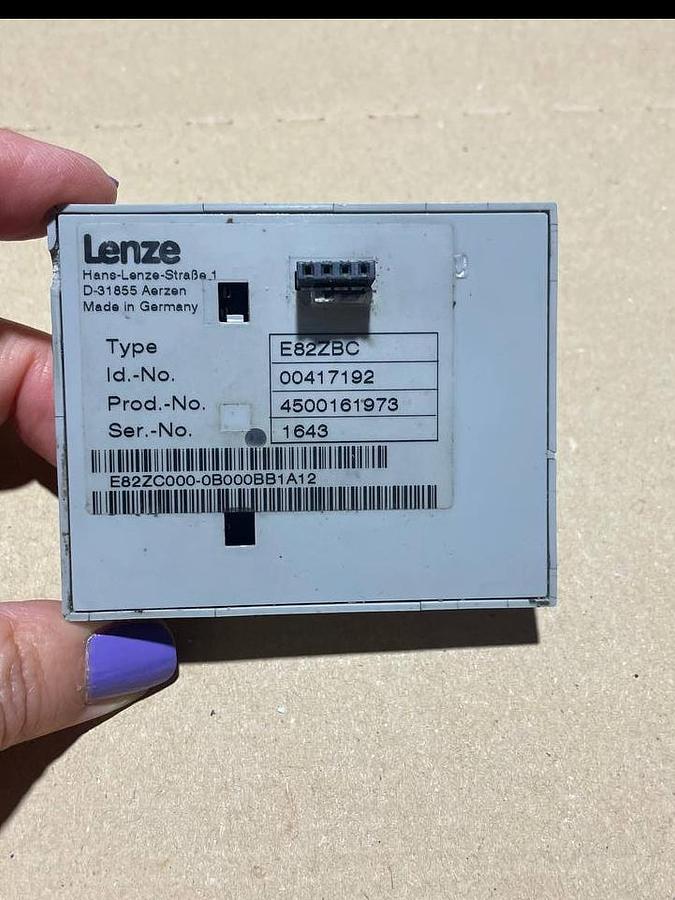 Lenze
Hans-Lenze-Straße 1
D-31855 Aerzen
Made in Germany
Type E82ZBC
Id.-No. 00417192
Prod.-No. 4500161973
Ser.-No. 1643
E82ZC000-0B000BB1A12